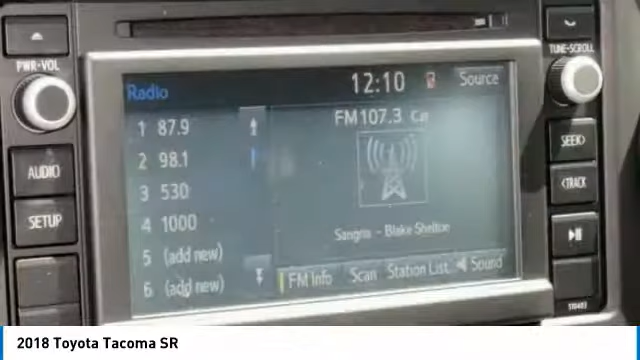 PWR·VOL
AUDIO
SETUP
Radio 12:10 Source
1 87.9
2 98.1
3 530
4 1000
5 (add new)
6 (add new)
FM107.3
Sangria - Blake Shelton
FM Info Scan Station List Sound
TUNE·SCROLL
SEEK>
<TRACK
2018 Toyota Tacoma SR